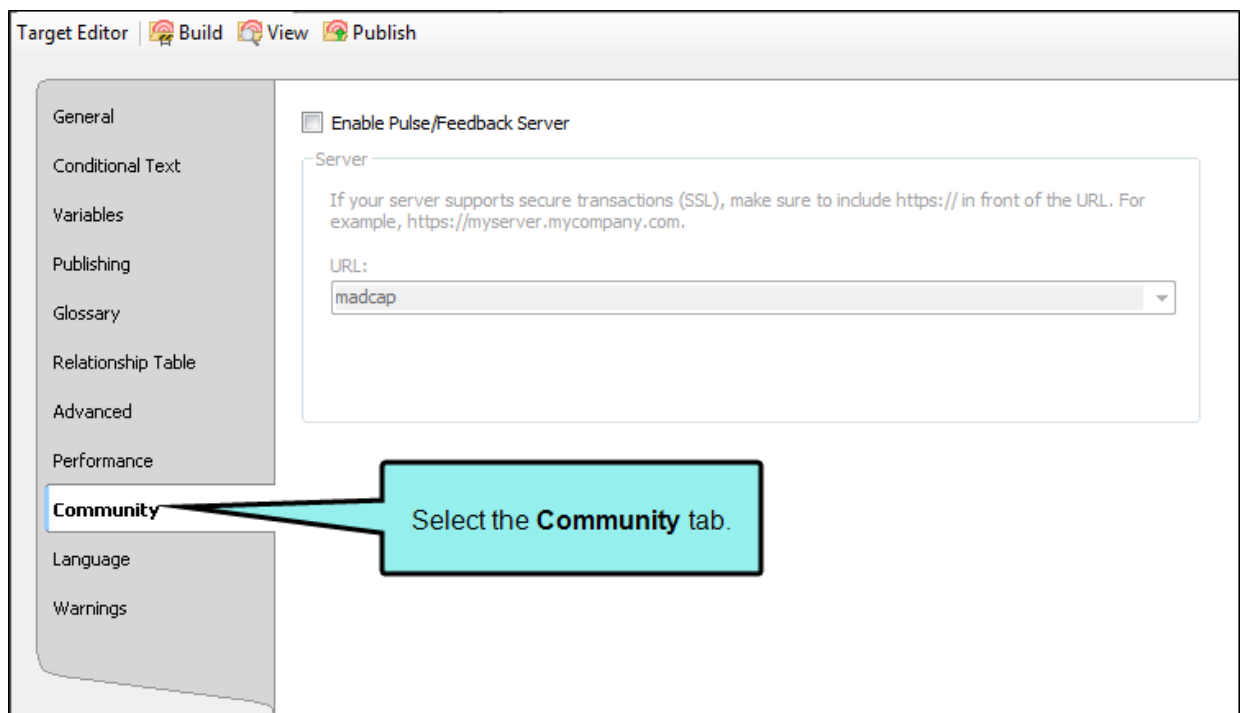 Target Editor Build View Publish
General
Conditional Text
Variables
Publishing
Glossary
Relationship Table
Advanced
Performance
Community
Language
Warnings
Enable Pulse/Feedback Server
Server
If your server supports secure transactions (SSL), make sure to include https:// in front of the URL. For
example, https://myserver.mycompany.com.
URL:
madcap
Select the Community tab.